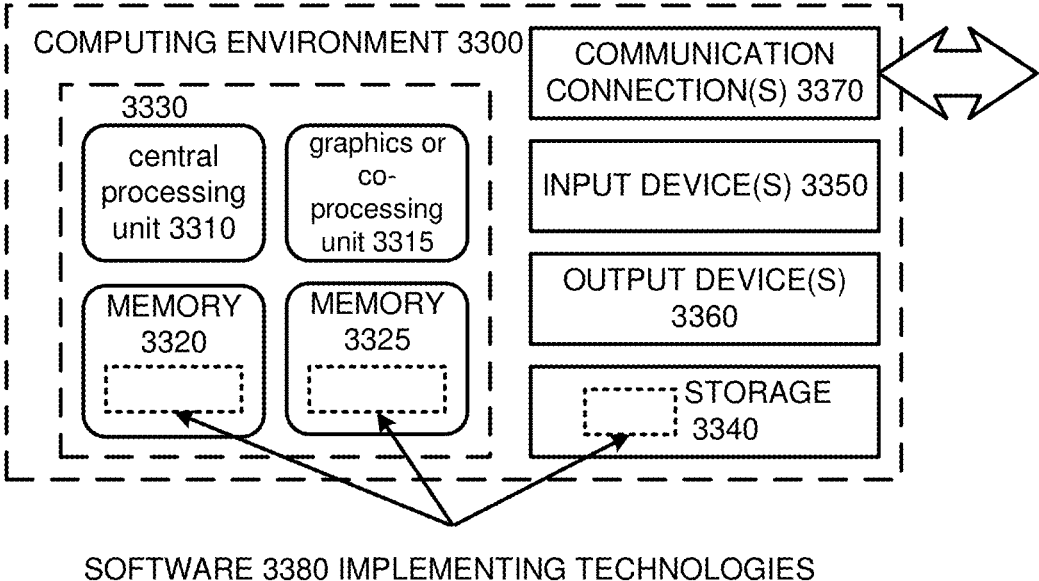 COMPUTING ENVIRONMENT 3300
3330
central
processing
unit 3310
graphics or
co-
processing
unit 3315
MEMORY
3320
MEMORY
3325
COMMUNICATION
CONNECTION(S) 3370
INPUT DEVICE(S) 3350
OUTPUT DEVICE(S)
3360
STORAGE
3340
SOFTWARE 3380 IMPLEMENTING TECHNOLOGIES